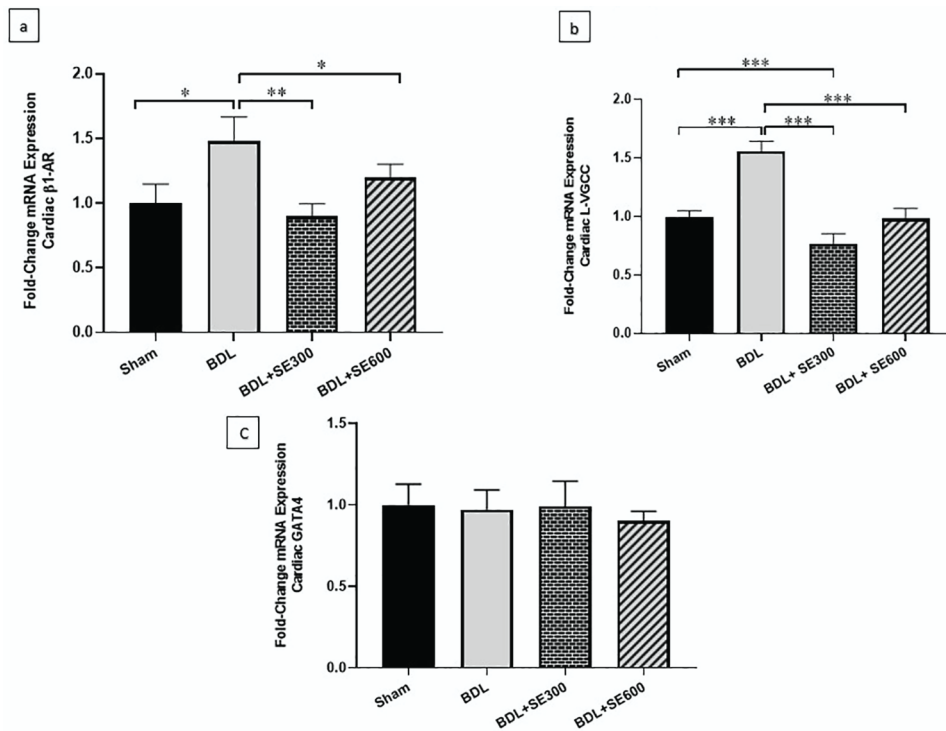 a
Fold-Change mRNA Expression
Cardiac β1-AR
2.0
1.5
1.0
0.5
0.0
*
*
**
Sham
BDL
BDL+SE300
BDL+SE600
b
Fold-Change mRNA Expression
Cardiac L-VGCC
2.0
1.5
1.0
0.5
0.0
***
***
***
***
Sham
BDL
BDL+ SE300
BDL+ SE600
C
Fold-Change mRNA Expression
Cardiac GATA4
1.5
1.0
0.5
0.0
Sham
BDL
BDL+SE300
BDL+SE600